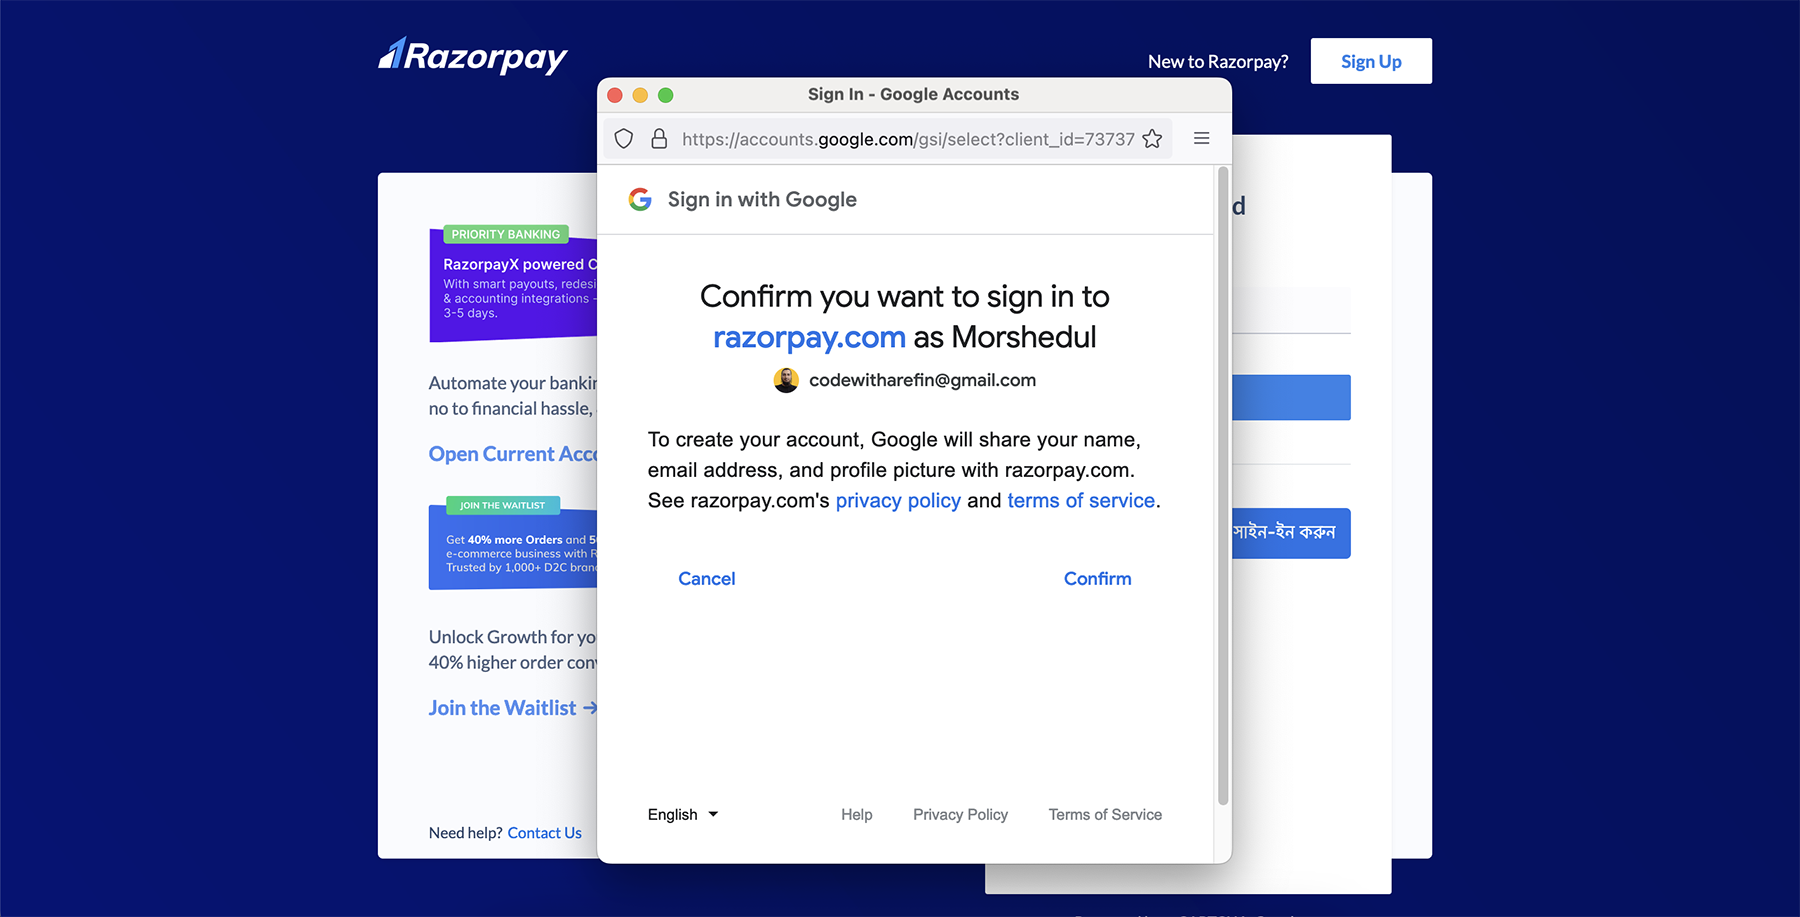 Razorpay
New to Razorpay?
Sign Up
Sign In - Google Accounts
https://accounts.google.com/gsi/select?client_id=73737
Sign in with Google
Confirm you want to sign in to
razorpay.com as Morshedul
codewitharefin@gmail.com
To create your account, Google will share your name,
email address, and profile picture with razorpay.com.
See razorpay.com's privacy policy and terms of service.
Cancel
Confirm
English
Help
Privacy Policy
Terms of Service
PRIORITY BANKING
RazorpayX powered C
With smart payouts, redesi
& accounting integrations -
3-5 days.
Automate your bankin
no to financial hassle,
Open Current Acco
JOIN THE WAITLIST
Get 40% more Orders and 5
e-commerce business with R
Trusted by 1,000+ D2C bran
Unlock Growth for yo
40% higher order con
Join the Waitlist →
Need help? Contact Us
d
সাইন-ইন করুন